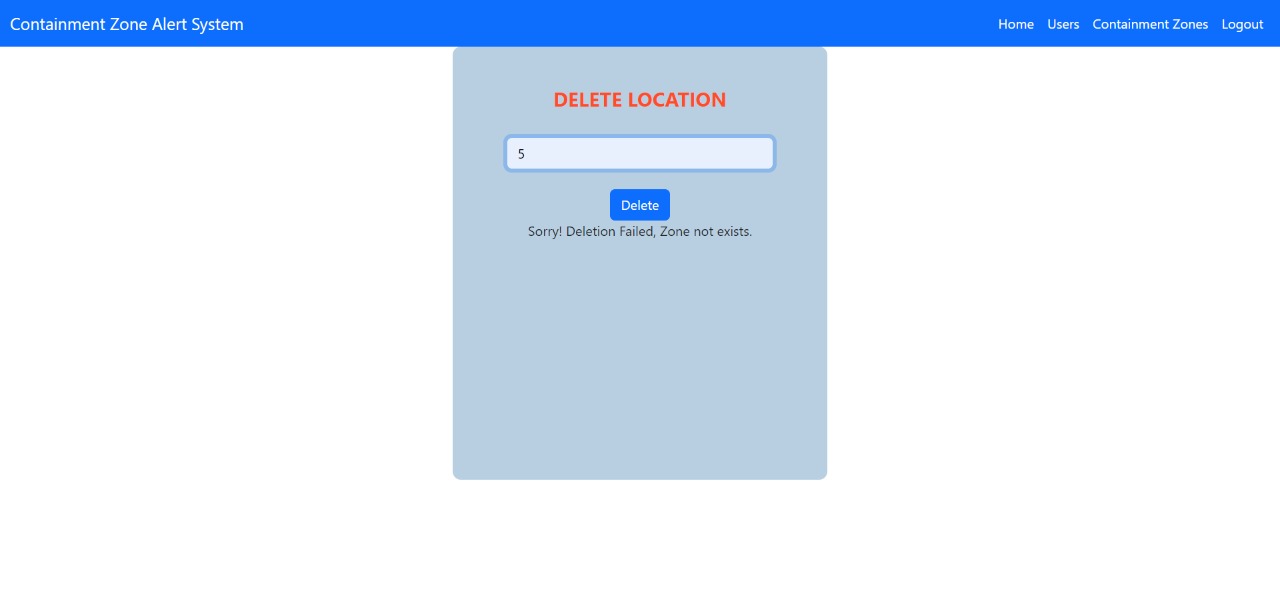 Containment Zone Alert System
Home Users Containment Zones Logout
DELETE LOCATION
5
Delete
Sorry! Deletion Failed, Zone not exists.